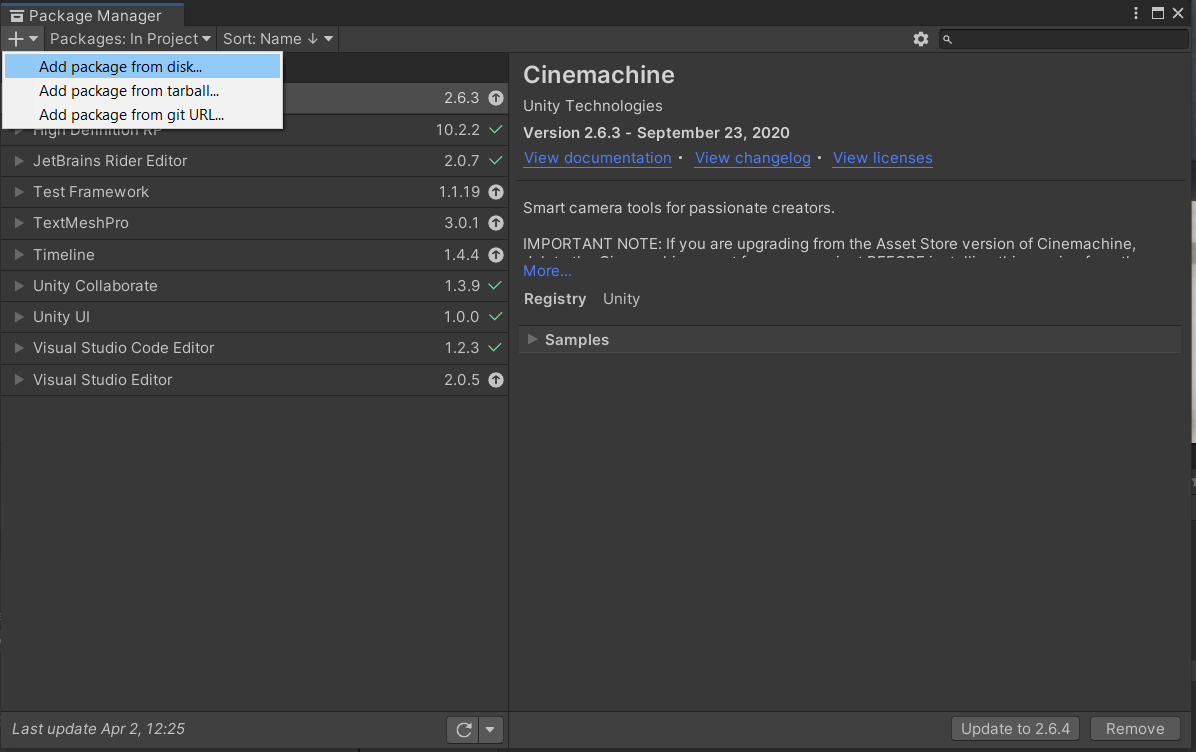 Package Manager
Packages: In Project
Sort: Name ↓
Add package from disk...
Add package from tarball...
Add package from git URL...
2.6.3
High Definition RP 10.2.2
JetBrains Rider Editor 2.0.7
Test Framework 1.1.19
TextMeshPro 3.0.1
Timeline 1.4.4
Unity Collaborate 1.3.9
Unity UI 1.0.0
Visual Studio Code Editor 1.2.3
Visual Studio Editor 2.0.5
Last update Apr 2, 12:25
Cinemachine
Unity Technologies
Version 2.6.3 - September 23, 2020
View documentation • View changelog • View licenses
Smart camera tools for passionate creators.
IMPORTANT NOTE: If you are upgrading from the Asset Store version of Cinemachine,
More...
Registry Unity
Samples
Update to 2.6.4
Remove